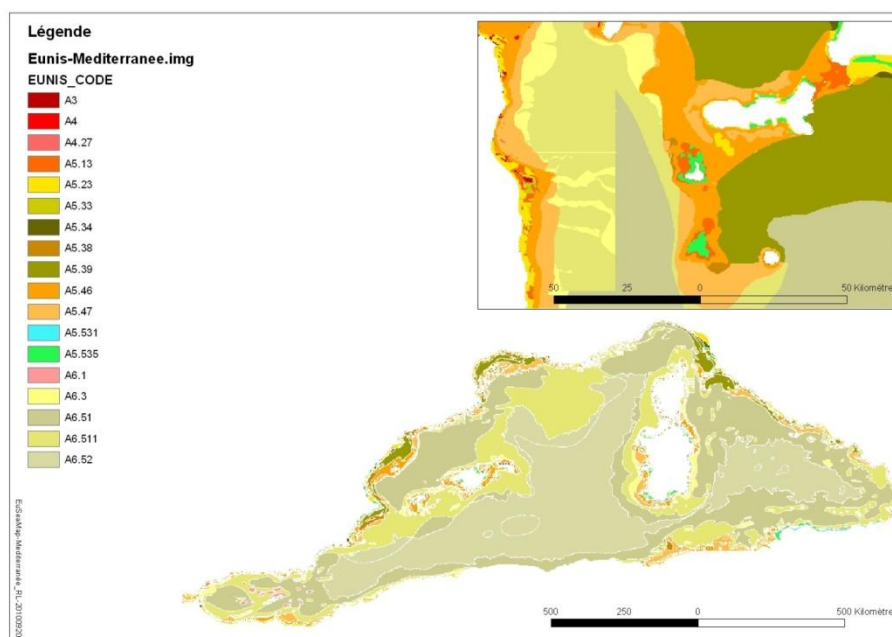 Légende
Eunis-Mediterranee.img
EUNIS_CODE
A3
A4
A4.27
A5.13
A5.23
A5.33
A5.34
A5.38
A5.39
A5.46
A5.47
A5.531
A5.535
A6.1
A6.3
A6.51
A6.511
A6.52
50 25 0 50 Kilomètre
500 250 0 500 Kilomètre